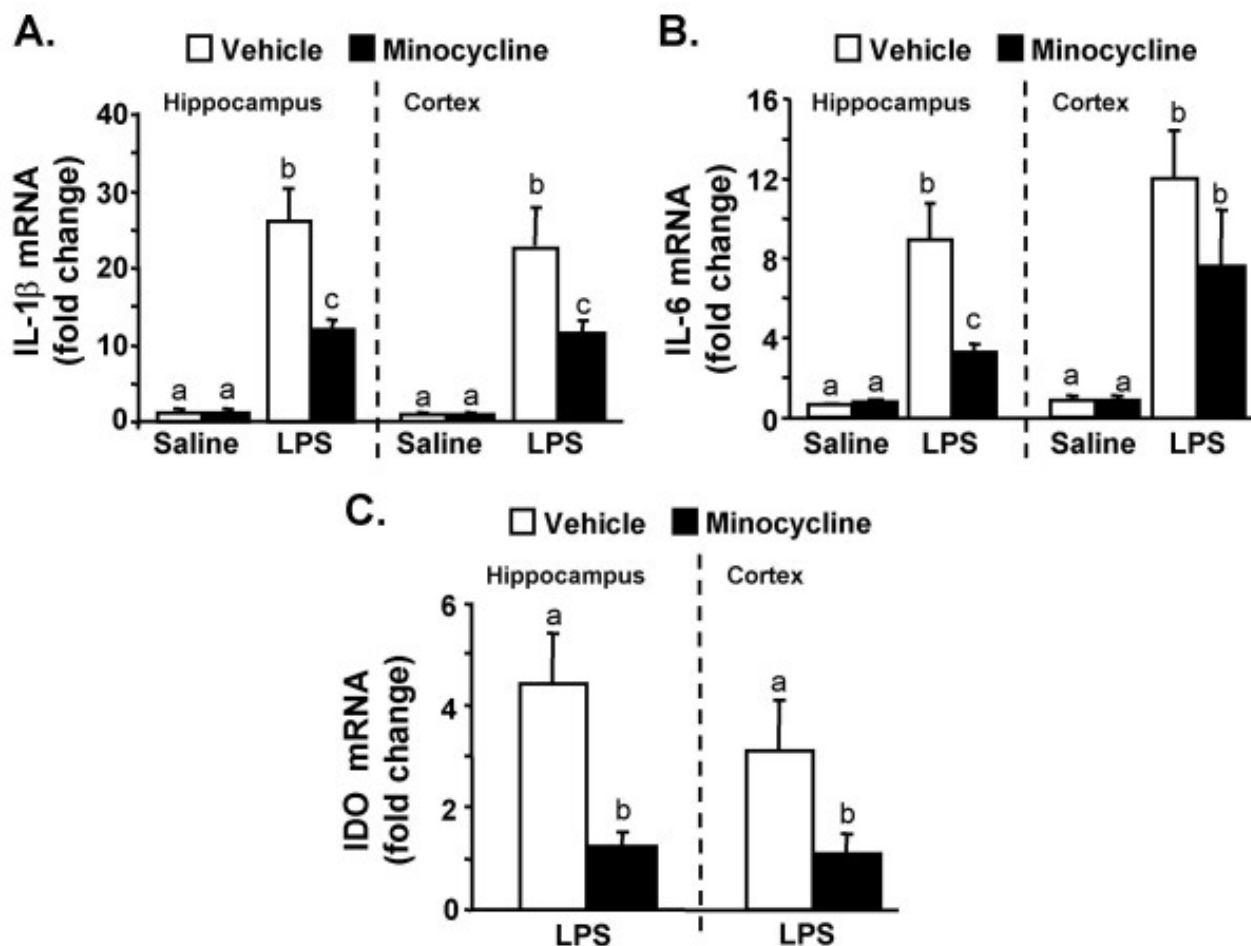 A.
Vehicle Minocycline
Hippocampus Cortex
IL-1β mRNA
(fold change)
40
30
20
10
0
b
b
c
c
a a
a a
Saline LPS Saline LPS
B.
Vehicle Minocycline
Hippocampus Cortex
IL-6 mRNA
(fold change)
16
12
8
4
0
b
b
b
c
a a
a a
Saline LPS Saline LPS
C.
Vehicle Minocycline
Hippocampus Cortex
IDO mRNA
(fold change)
6
4
2
0
a
a
b
b
LPS LPS